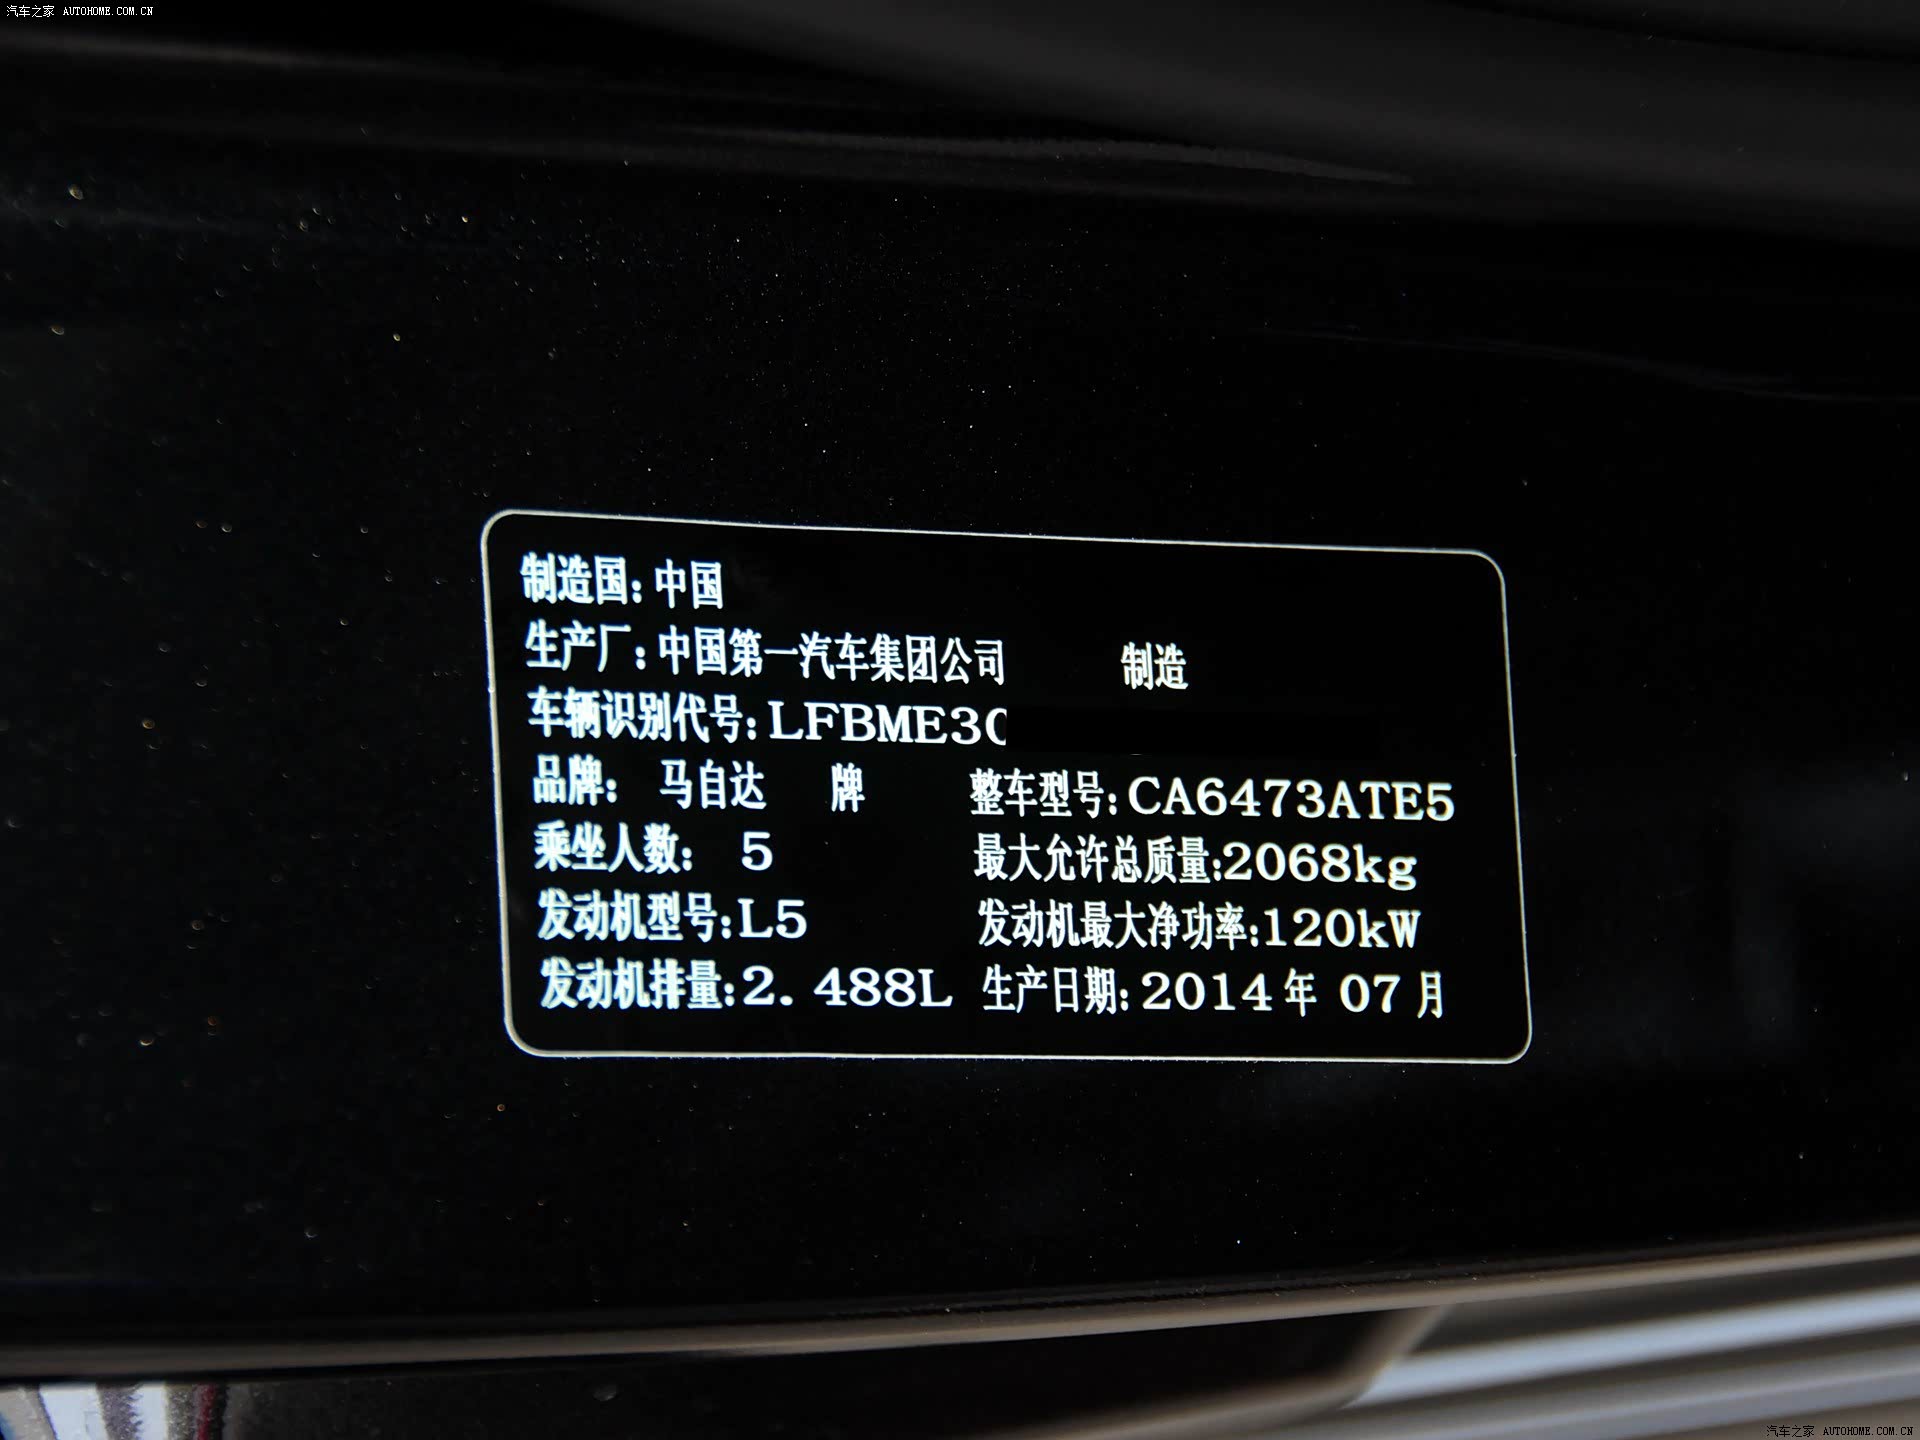 汽车之家 AUTOHOME.COM.CN
制造国:中国
生产厂:中国第一汽车集团公司 制造
车辆识别代号:LFBME3
品牌: 马自达 牌 整车型号:CA6473ATE5
乘坐人数: 5 最大允许总质量:2068kg
发动机型号:L5 发动机最大净功率:120kW
发动机排量:2. 488L 生产日期:2014年 07月
汽车之家 AUTOHOME.COM.CN